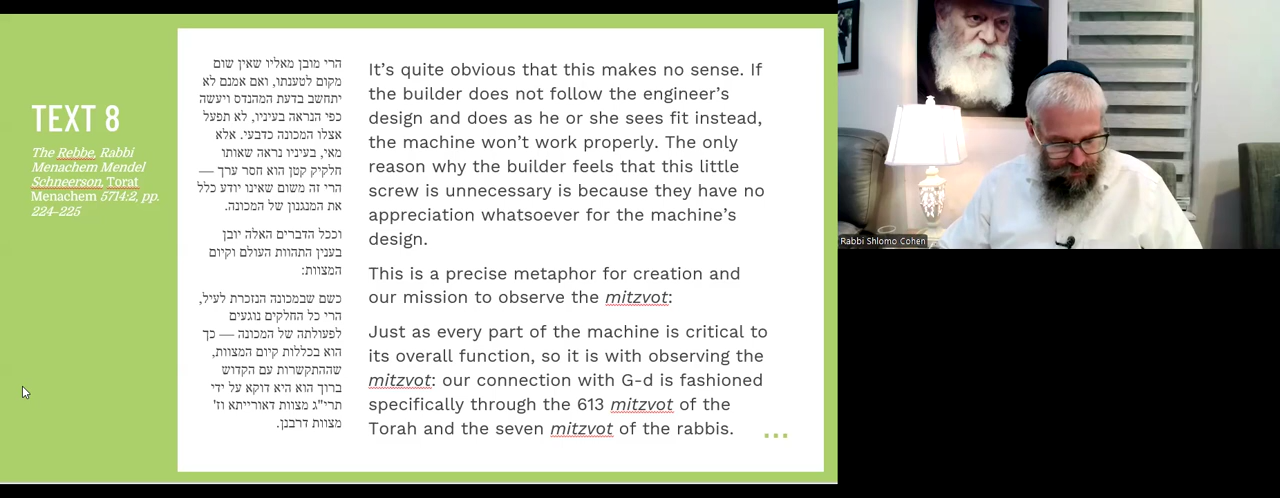 TEXT 8
The Rebbe, Rabbi
Menachem Mendel
Schneerson, Torat
Menachem 5714:2, pp.
224–225
הרי מובן מאליו שאין שום
מקום לטענתו, ואם אמנם לא
יתחשב בדעת המהנדס ויעשה
כפי הנראה בעיניו, לא תפעל
אצלו המכונה כדבעי. אלא
מאי, בעיניו נראה שאותו
חלקיק קטן הוא חסר ערך —
הרי זה משום שאינו יודע כלל
את המנגנון של המכונה.
וככל הדברים האלה יובן
בענין התהוות העולם וקיום
המצוות:
כשם שבמכונה הנזכרת לעיל,
הרי כל החלקים נוגעים
לפעולתה של המכונה — כך
הוא בכללות קיום המצוות,
שההתקשרות עם הקדוש
ברוך הוא היא דוקא על ידי
תרי"ג מצוות דאורייתא וז'
מצוות דרבנן.
It’s quite obvious that this makes no sense. If
the builder does not follow the engineer’s
design and does as he or she sees fit instead,
the machine won’t work properly. The only
reason why the builder feels that this little
screw is unnecessary is because they have no
appreciation whatsoever for the machine’s
design.
This is a precise metaphor for creation and
our mission to observe the mitzvot:
Just as every part of the machine is critical to
its overall function, so it is with observing the
mitzvot: our connection with G-d is fashioned
specifically through the 613 mitzvot of the
Torah and the seven mitzvot of the rabbis.
...
Rabbi Shlomo Cohen